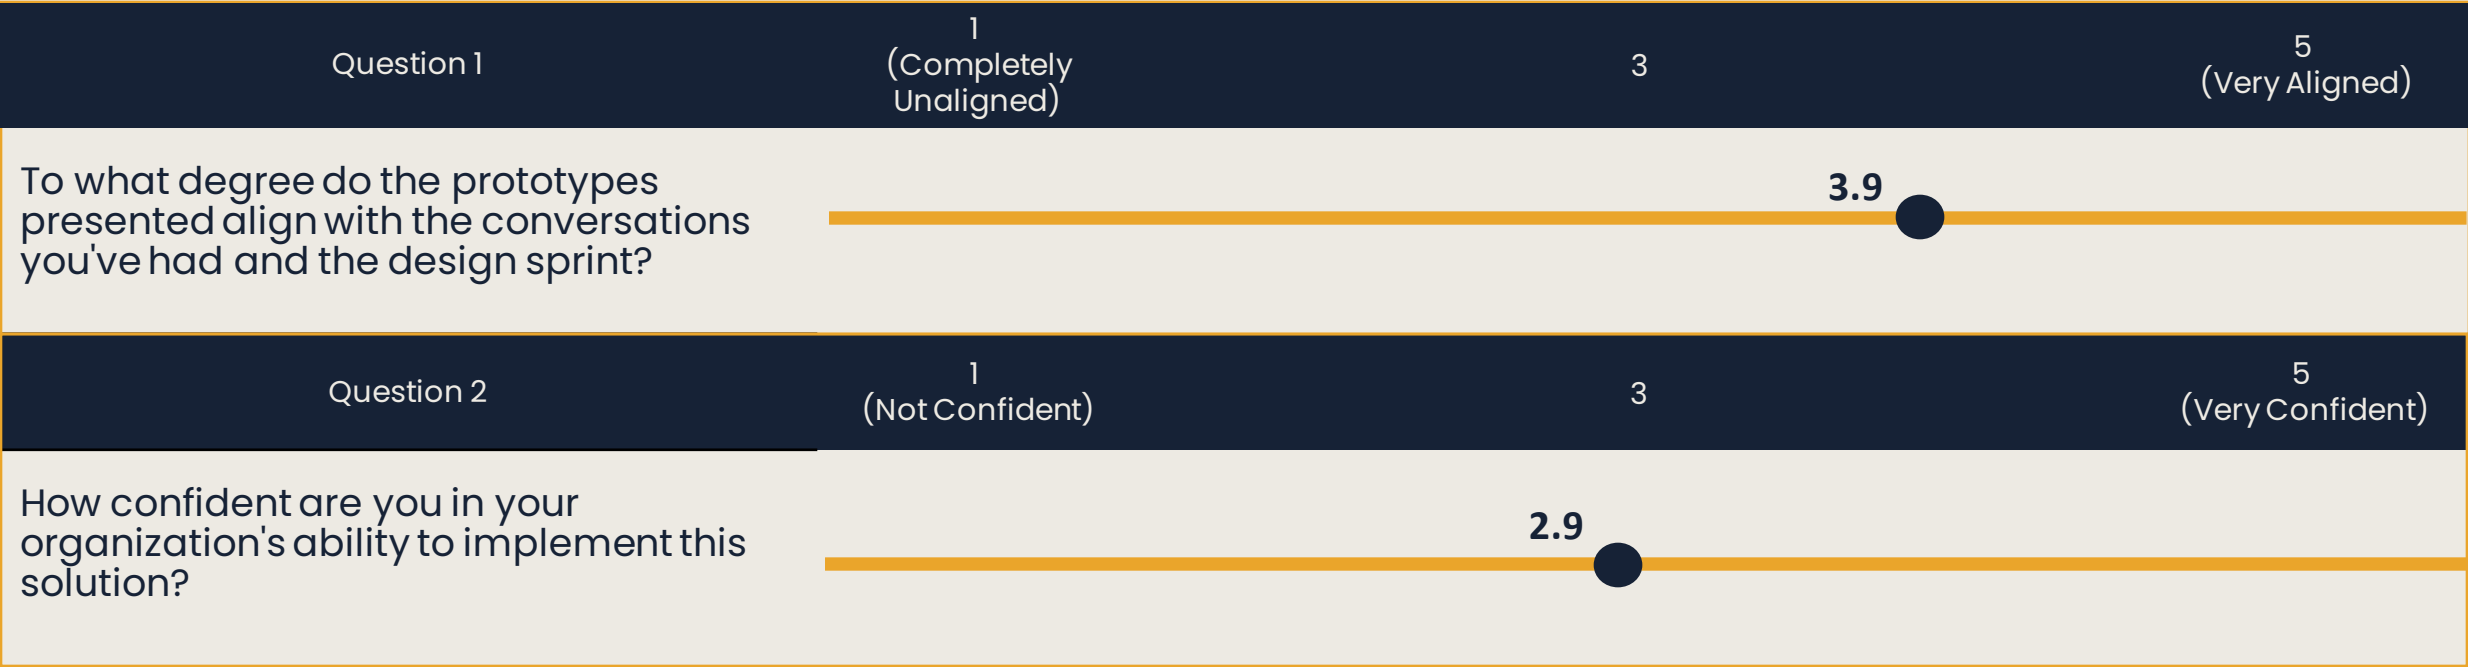 Question 1
1
(Completely
Unaligned)
3
5
(Very Aligned)
To what degree do the prototypes
presented align with the conversations
you've had and the design sprint?
3.9
Question 2
1
(Not Confident)
3
5
(Very Confident)
How confident are you in your
organization's ability to implement this
solution?
2.9